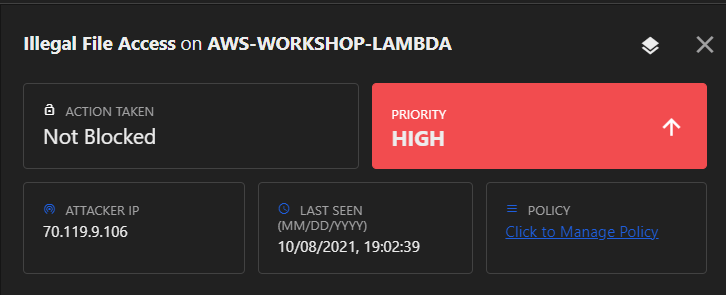 Illegal File Access on AWS-WORKSHOP-LAMBDA
ACTION TAKEN
Not Blocked
PRIORITY
HIGH
ATTACKER IP
70.119.9.106
LAST SEEN
(MM/DD/YYYY)
10/08/2021, 19:02:39
POLICY
Click to Manage Policy